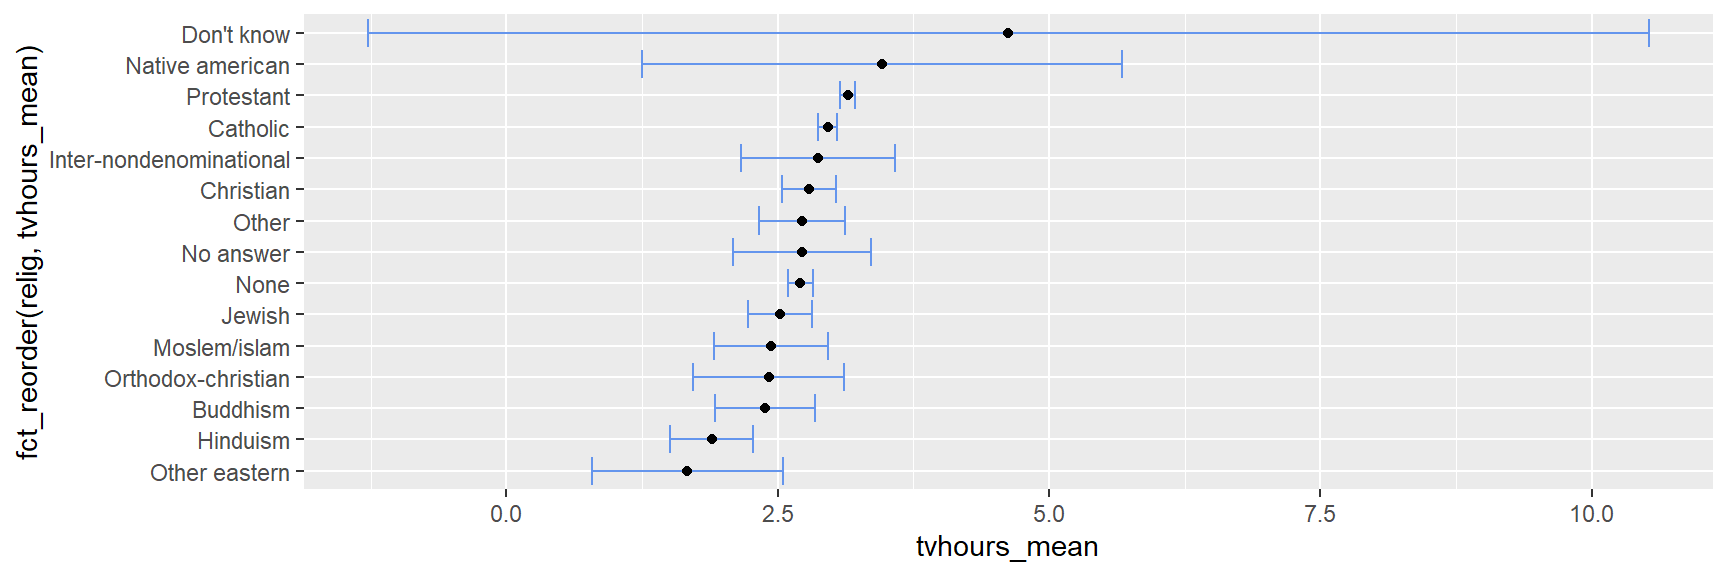 fct_reorder(relig, tvhours_mean)
Don't know
Native american
Protestant
Catholic
Inter-nondenominational
Christian
Other
No answer
None
Jewish
Moslem/islam
Orthodox-christian
Buddhism
Hinduism
Other eastern
0.0 2.5 5.0 7.5 10.0
tvhours_mean